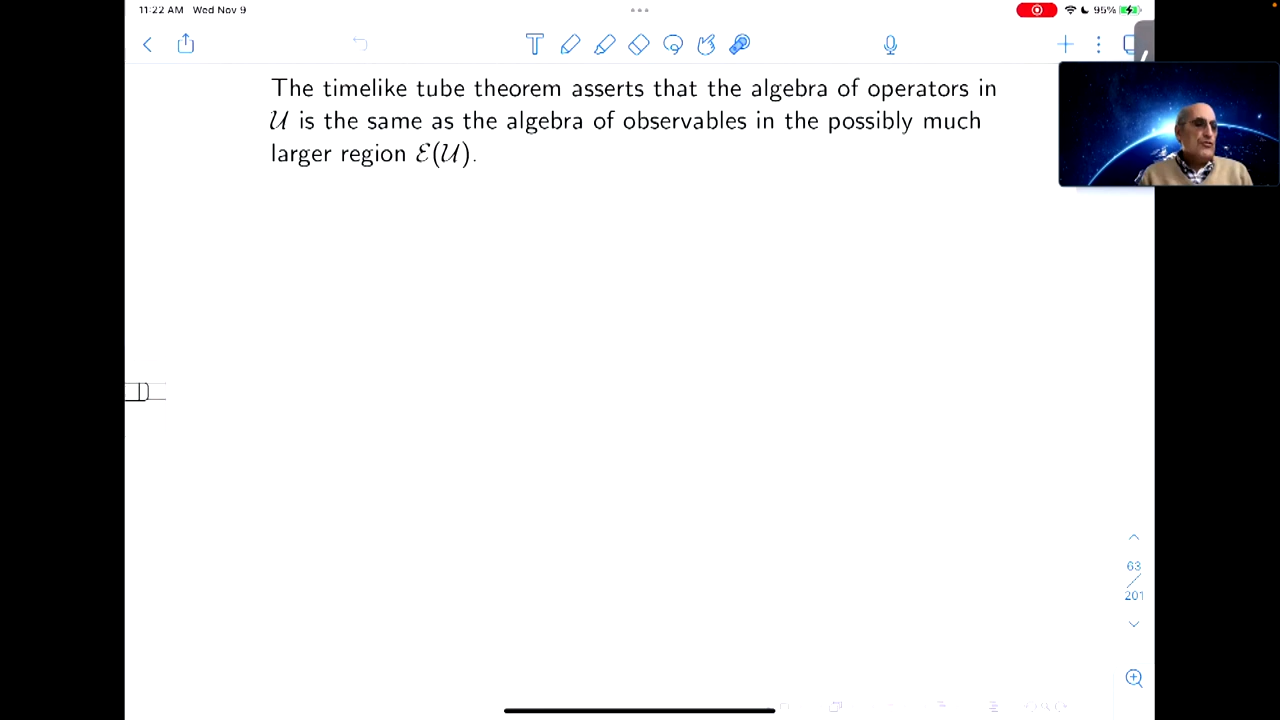 11:22 AM Wed Nov 9
95%
The timelike tube theorem asserts that the algebra of operators in
𝒰 is the same as the algebra of observables in the possibly much
larger region ℰ(𝒰).
63
201